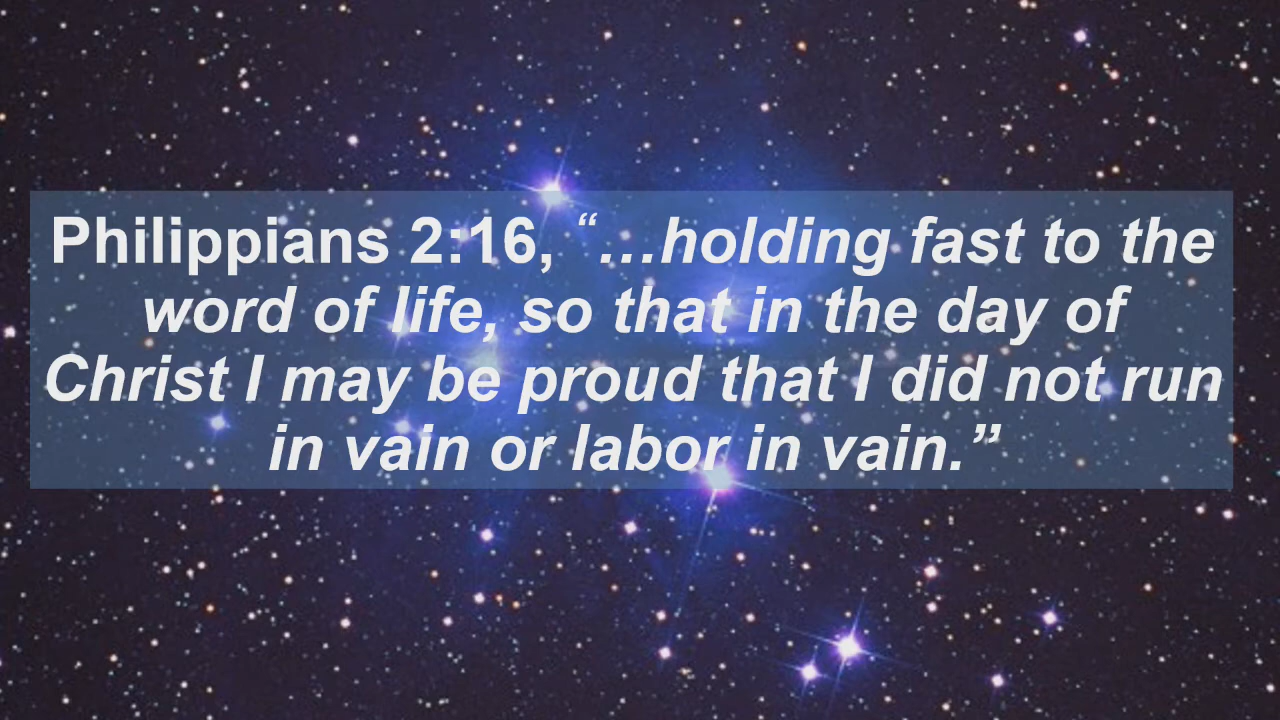 Philippians 2:16, “…holding fast to the
word of life, so that in the day of
Christ I may be proud that I did not run
in vain or labor in vain.”